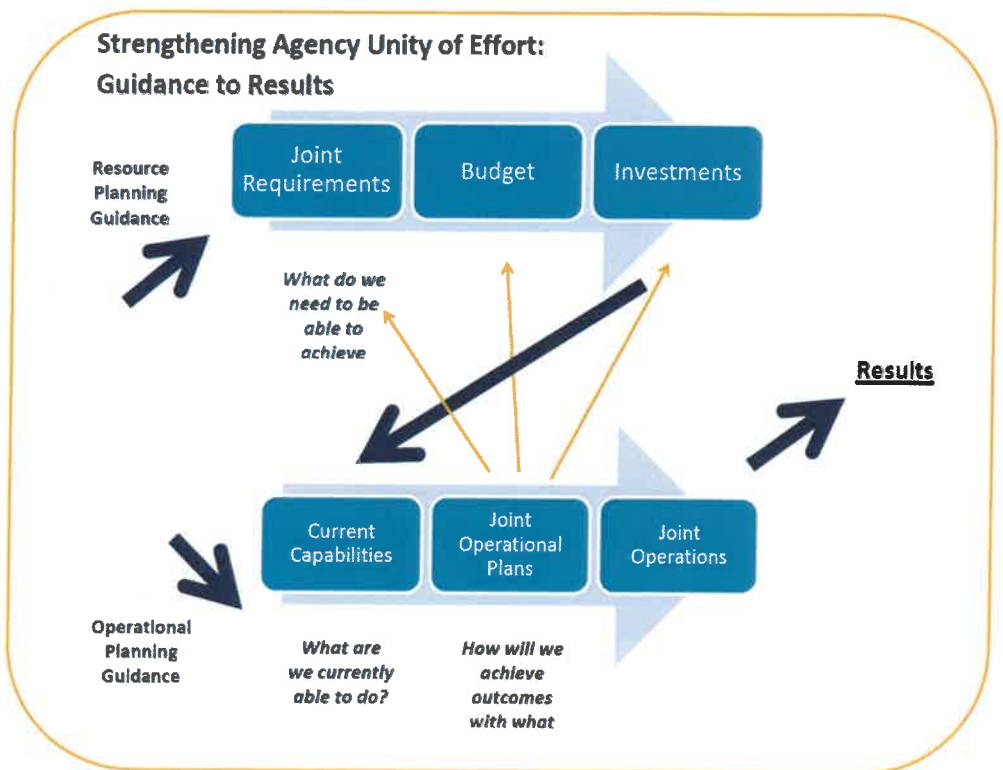 Strengthening Agency Unity of Effort:
Guidance to Results
Resource
Planning
Guidance
Joint
Requirements
Budget
Investments
What do we
need to be
able to
achieve
Results
Current
Capabilities
Joint
Operational
Plans
Joint
Operations
Operational
Planning
Guidance
What are
we currently
able to do?
How will we
achieve
outcomes
with what